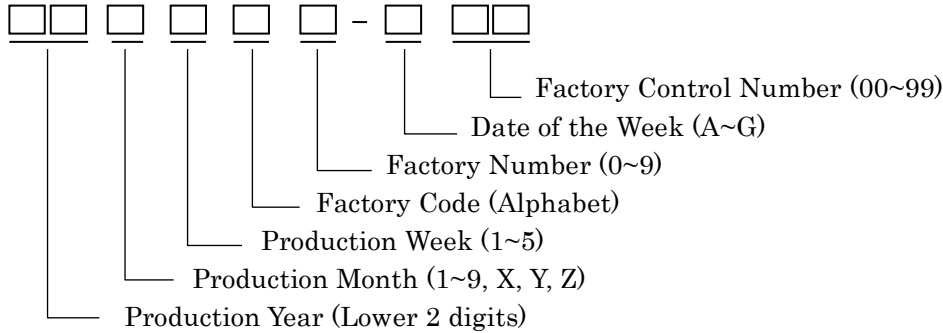 □□ □ □ □ □ - □ □□
Factory Control Number (00~99)
Date of the Week (A~G)
Factory Number (0~9)
Factory Code (Alphabet)
Production Week (1~5)
Production Month (1~9, X, Y, Z)
Production Year (Lower 2 digits)